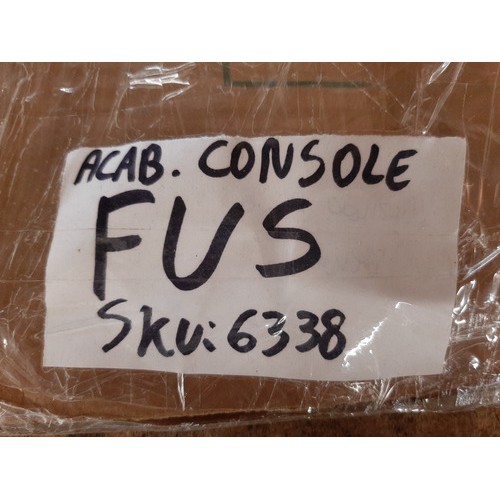 ACAB. CONSOLE
FUS
SKU: 6338